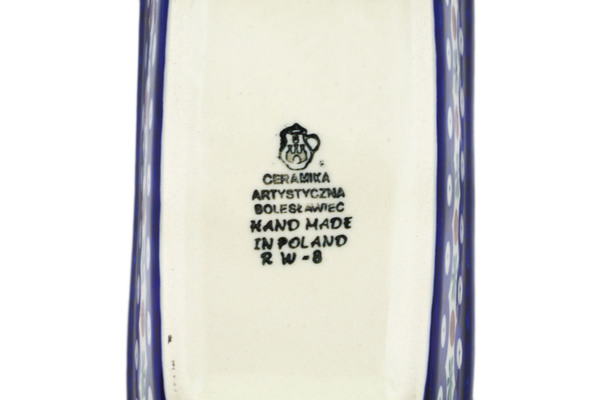 CERAMIKA
ARTYSTYCZNA
BOLESŁAWIEC
HAND MADE
IN POLAND
R W - 8